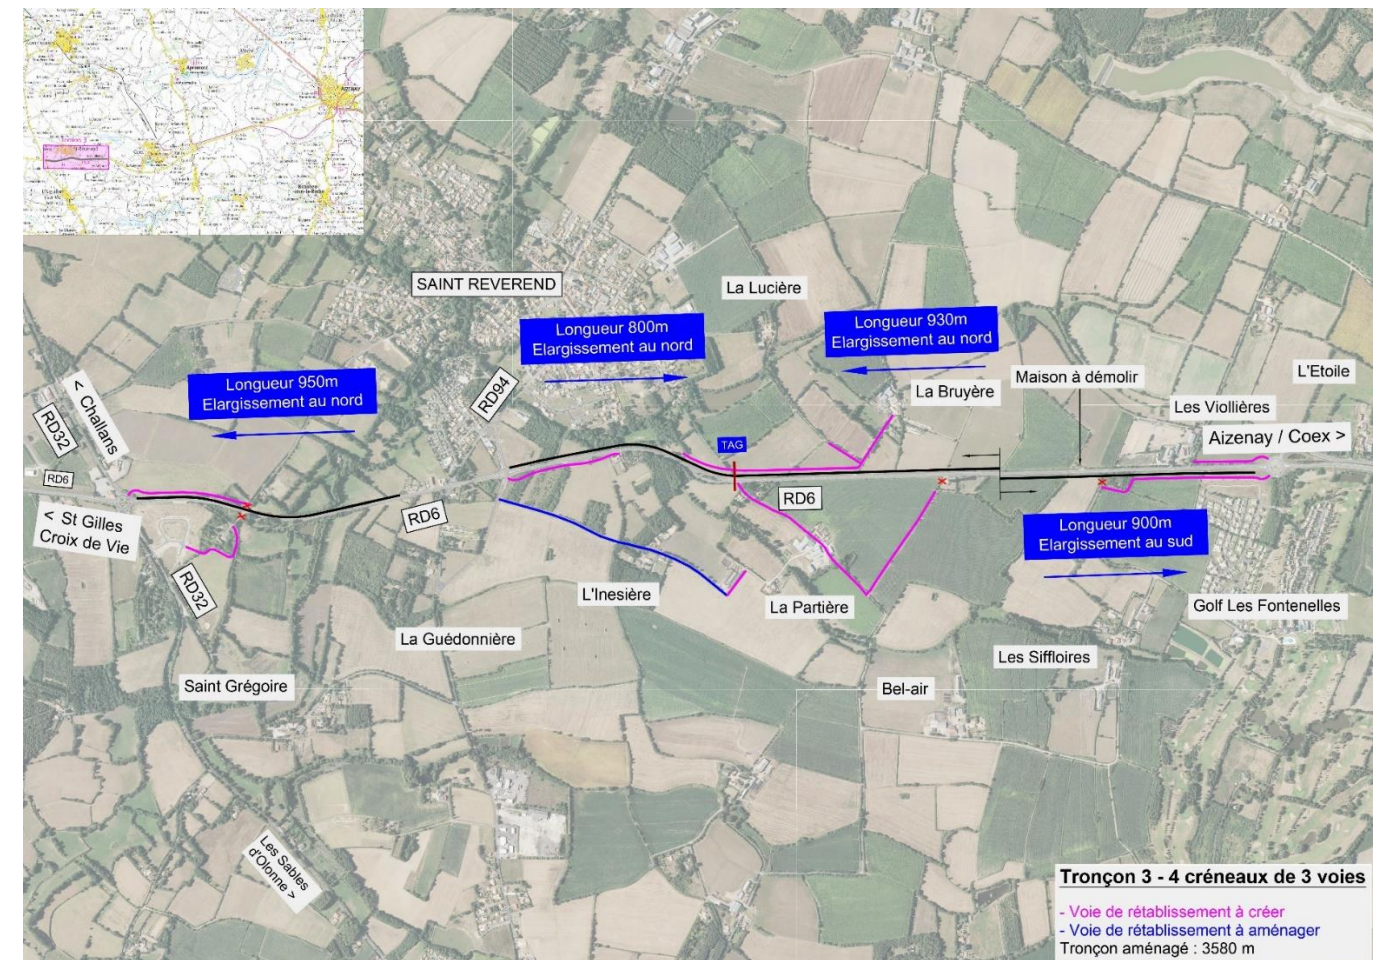 SAINT REVEREND
La Lucière
Longueur 800m
Elargissement au nord
Longueur 930m
Elargissement au nord
Longueur 950m
Elargissement au nord
< Challans
RD32
RD94
La Bruyère
Maison à démolir
L'Etoile
Les Viollières
Aizenay / Coex >
TAG
RD6
RD6
RD6
< St Gilles
Croix de Vie
RD32
Longueur 900m
Elargissement au sud
L'Inesière
La Partière
Golf Les Fontenelles
La Guédonnière
Les Siffloires
Saint Grégoire
Bel-air
Les Sables
d'Olonne >
Tronçon 3 - 4 créneaux de 3 voies
- Voie de rétablissement à créer
- Voie de rétablissement à aménager
Tronçon aménagé : 3580 m